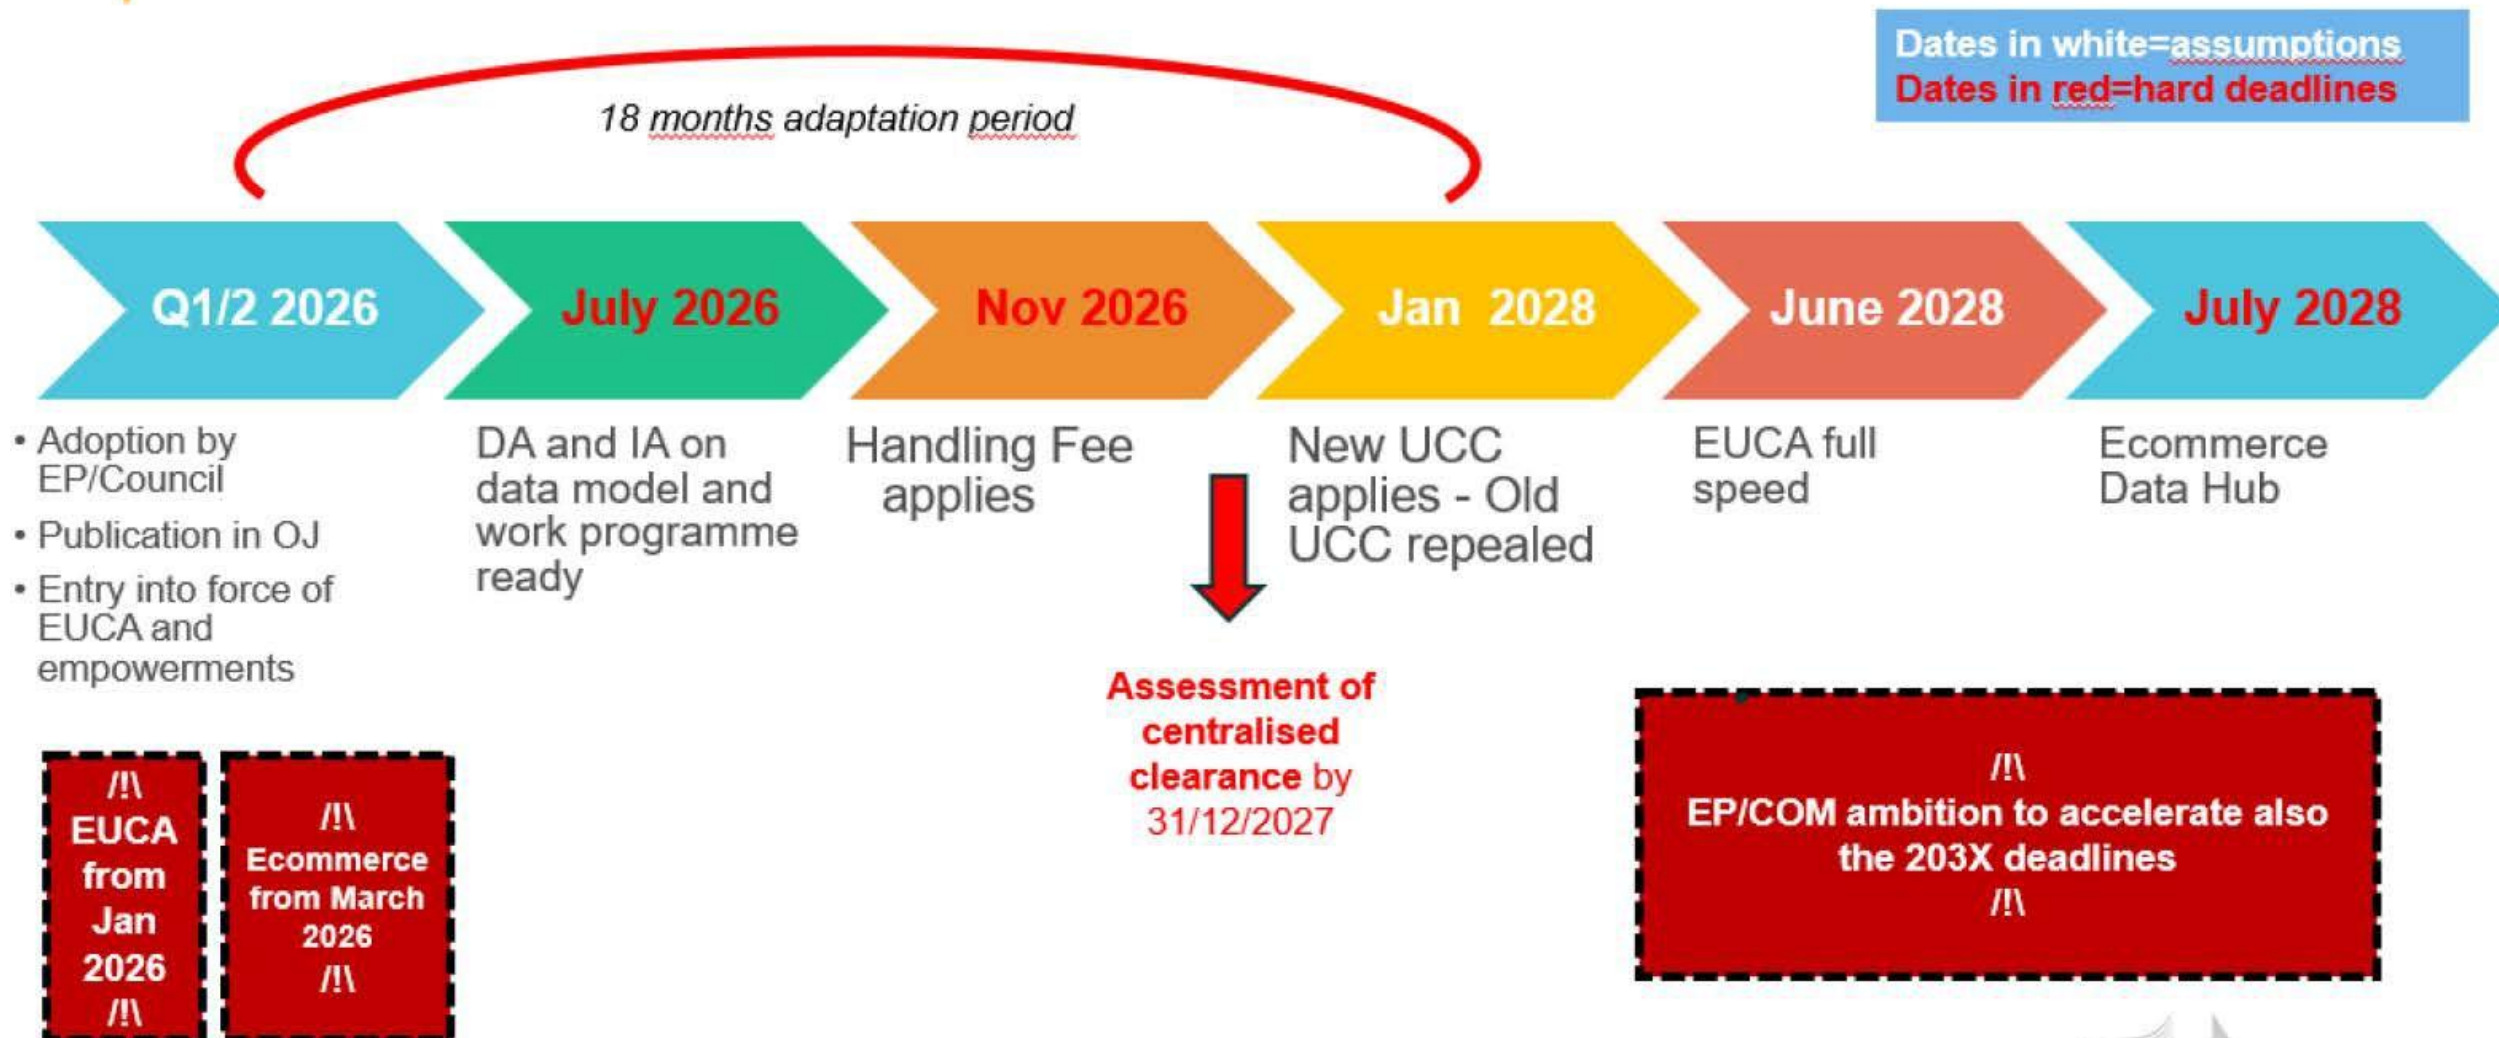 Dates in white=assumptions
Dates in red=hard deadlines
18 months adaptation period
Q1/2 2026
July 2026
Nov 2026
Jan 2028
June 2028
July 2028
• Adoption by
EP/Council
• Publication in OJ
• Entry into force of
EUCA and
empowerments
DA and IA on
data model and
work programme
ready
Handling Fee
applies
New UCC
applies - Old
UCC repealed
EUCA full
speed
Ecommerce
Data Hub
Assessment of
centralised
clearance by
31/12/2027
/!\
EUCA
from
Jan
2026
/!\
/!\
Ecommerce
from March
2026
/!\
/!\
EP/COM ambition to accelerate also
the 203X deadlines
/!\